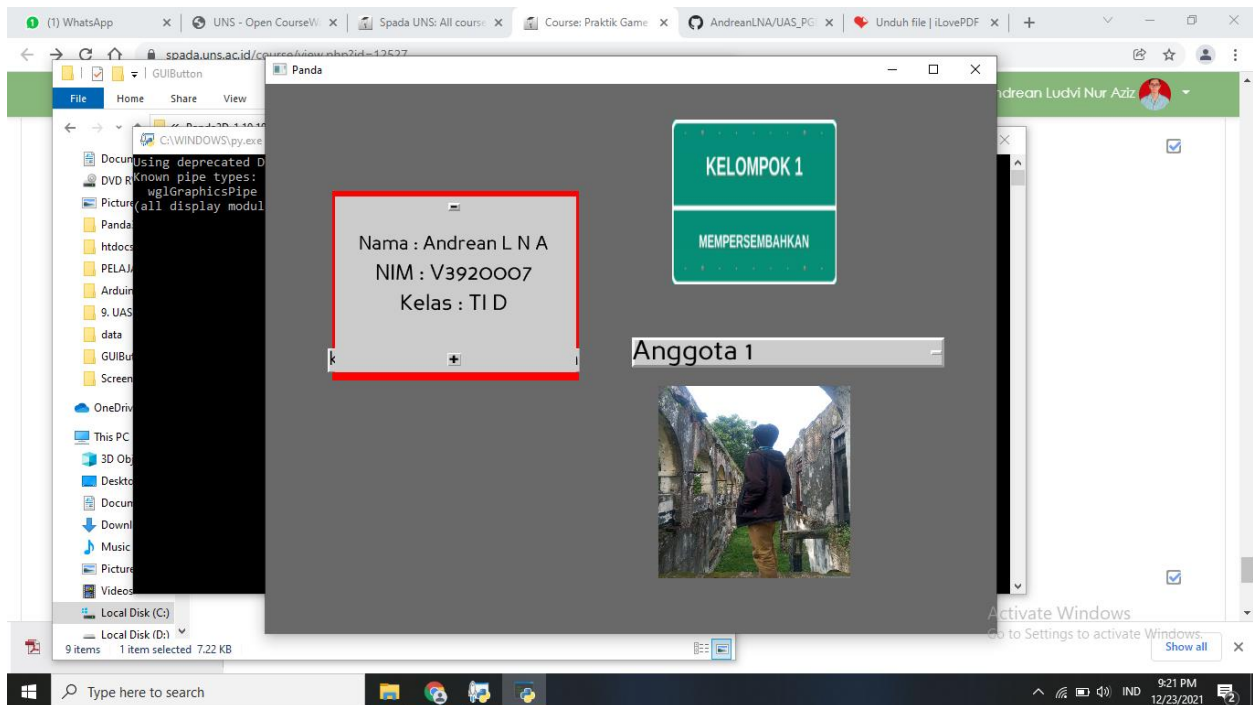 (1) WhatsApp
UNS - Open CourseW
Spada UNS: All course
Course: Praktik Game
AndreanLNA/UAS_PG
Unduh file | iLovePDF
spada.uns.ac.id/course/view.php?id=12527
GUIButton
Panda
ndrean Ludvi Nur Aziz
File Home Share View
C:\WINDOWS\py.exe
Using deprecated D
Known pipe types:
wglGraphicsPipe
(all display modul
Docum
DVD R
Picture
Panda
htdocs
PELAJA
Arduin
9. UAS
data
GUIBut
Screen
OneDriv
This PC
3D Obj
Deskto
Docum
Downl
Music
Picture
Videos
Local Disk (C:)
Local Disk (D:)
9 items 1 item selected 7.22 KB
Nama : Andrean L N A
NIM : V3920007
Kelas : TI D
KELOMPOK 1
MEMPERSEMBAHKAN
Anggota 1
Activate Windows
Go to Settings to activate Windows.
Show all
Type here to search
IND
9:21 PM
12/23/2021
2